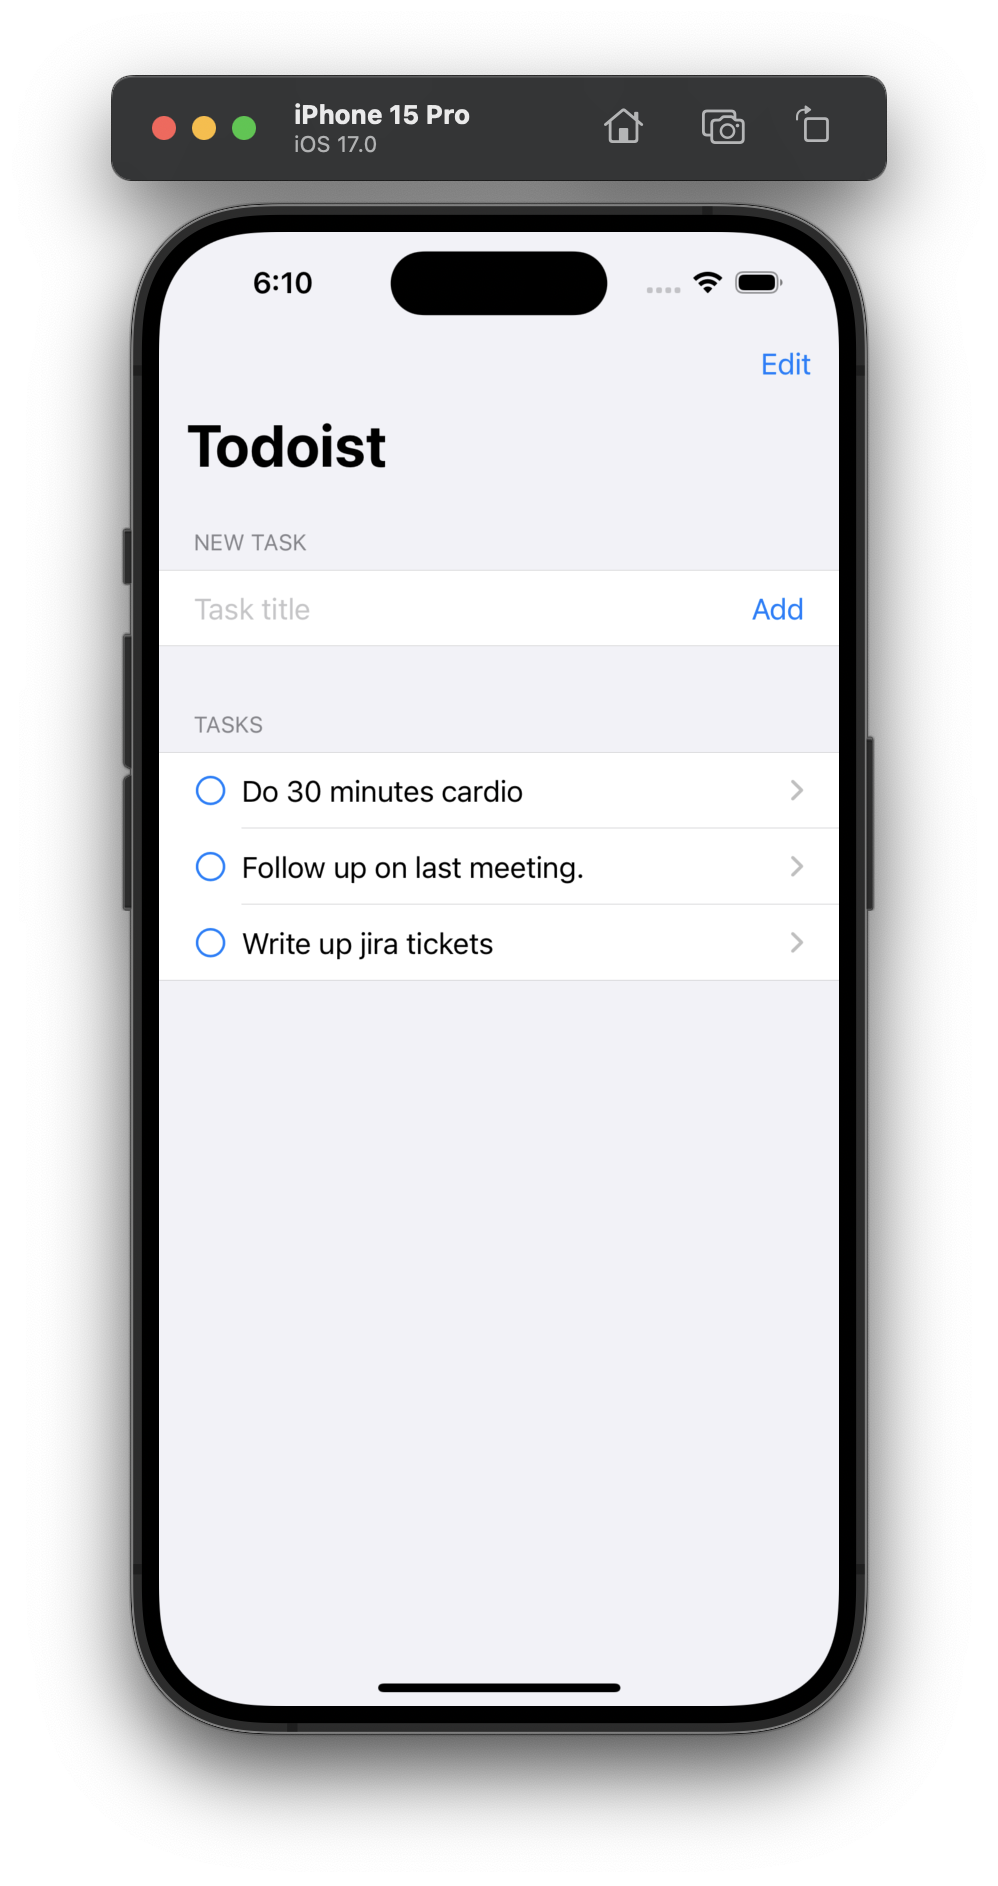 iPhone 15 Pro
iOS 17.0
6:10
Edit
Todoist
NEW TASK
Task title Add
TASKS
Do 30 minutes cardio
Follow up on last meeting.
Write up jira tickets